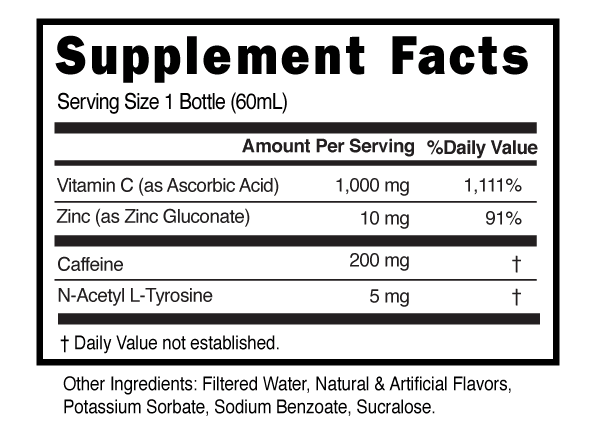 Supplement Facts
Serving Size 1 Bottle (60mL)
Amount Per Serving %Daily Value
Vitamin C (as Ascorbic Acid) 1,000 mg 1,111%
Zinc (as Zinc Gluconate) 10 mg 91%
Caffeine 200 mg †
N-Acetyl L-Tyrosine 5 mg †
† Daily Value not established.
Other Ingredients: Filtered Water, Natural & Artificial Flavors,
Potassium Sorbate, Sodium Benzoate, Sucralose.